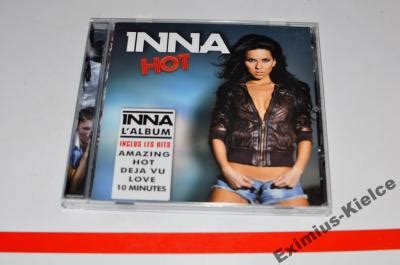 INNA
HOT
INNA
L'ALBUM
INCLUS LES HITS
AMAZING
HOT
DEJA VU
LOVE
10 MINUTES
Eximius-Kielce